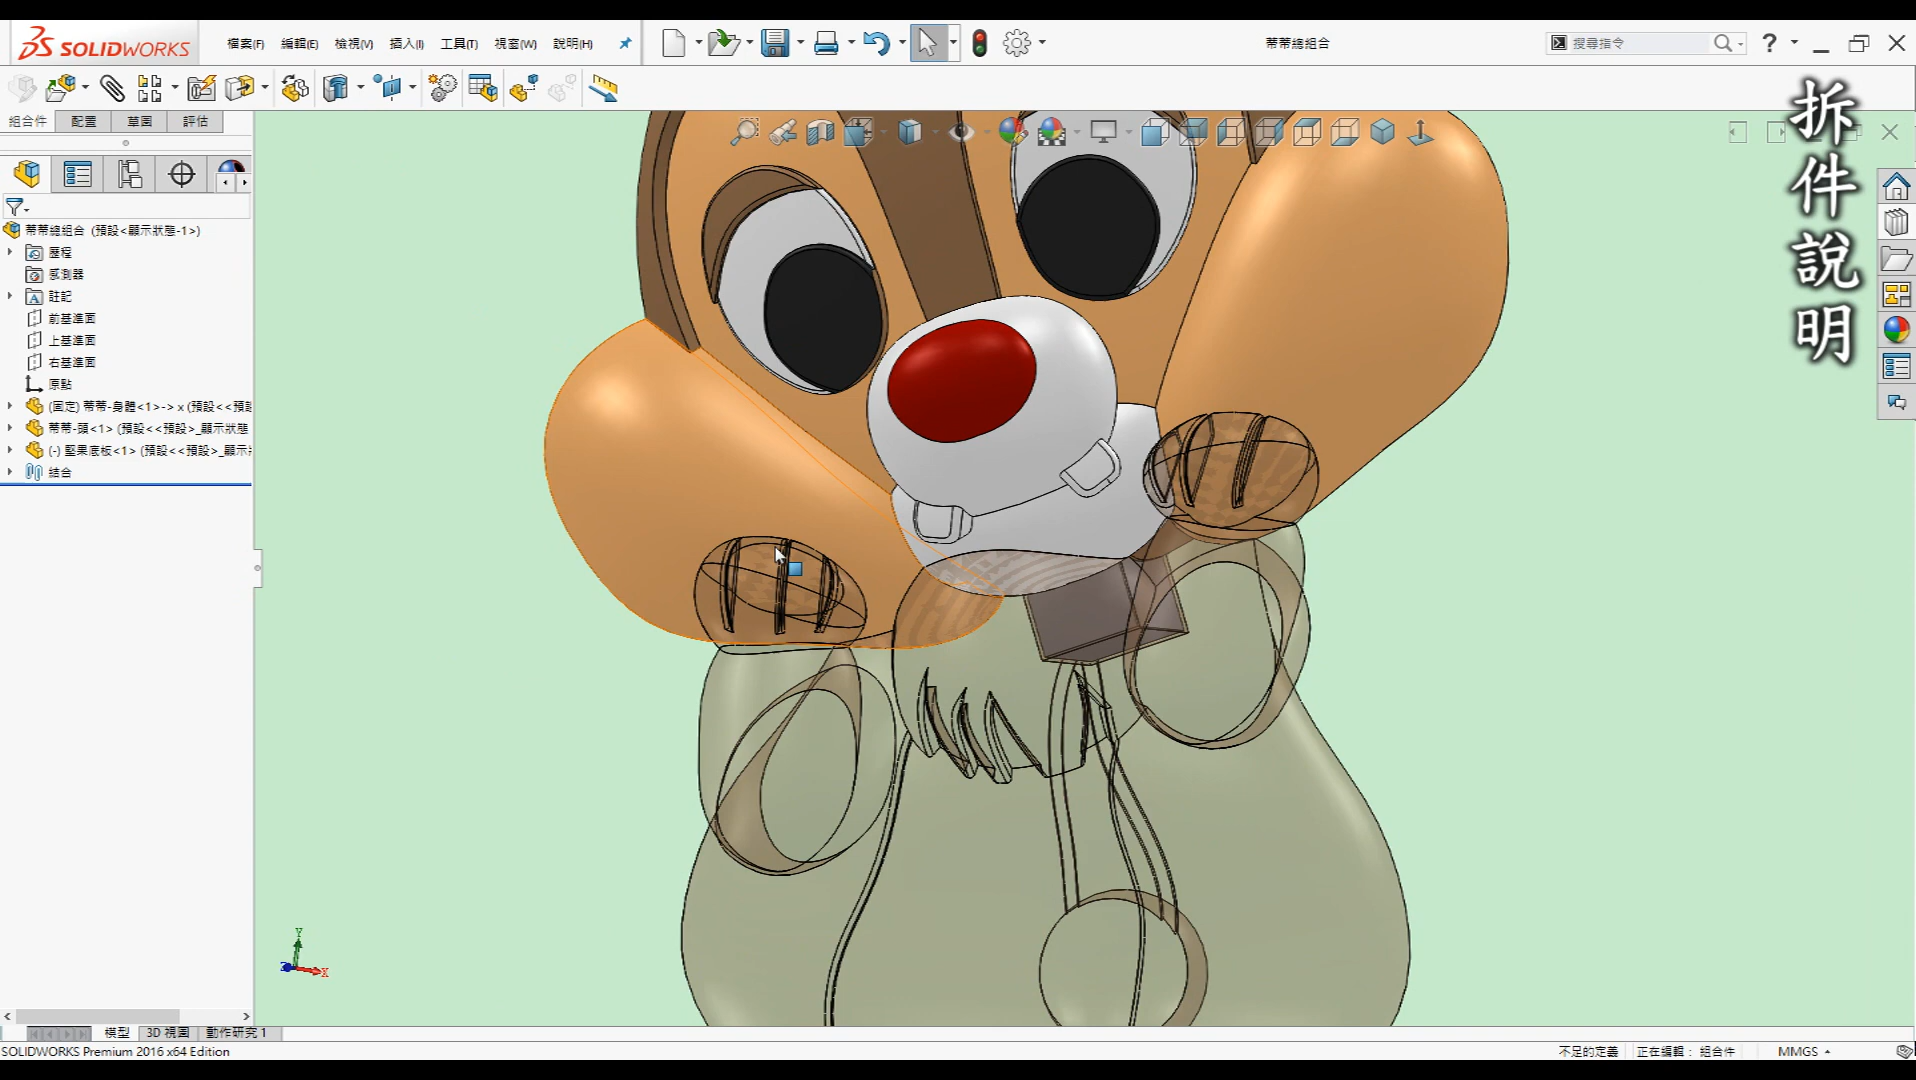 SOLIDWORKS
檔案(F) 編輯(E) 檢視(V) 插入(I) 工具(T) 視窗(W) 說明(H)
蒂蒂總組合
搜尋指令
組合件 配置 草圖 評估
蒂蒂總組合 (預設<顯示狀態-1>)
歷程
感測器
註記
前基準面
上基準面
右基準面
原點
(固定) 蒂蒂-身體<1>-> x (預設<<預設
蒂蒂-頭<1> (預設<<預設>_顯示狀態
(-) 堅果底板<1> (預設<<預設>_顯示
結合
拆件說明
Y
X
Z
模型 3D 視圖 動作研究 1
SOLIDWORKS Premium 2016 x64 Edition
不足的定義 正在編輯: 組合件 MMGS